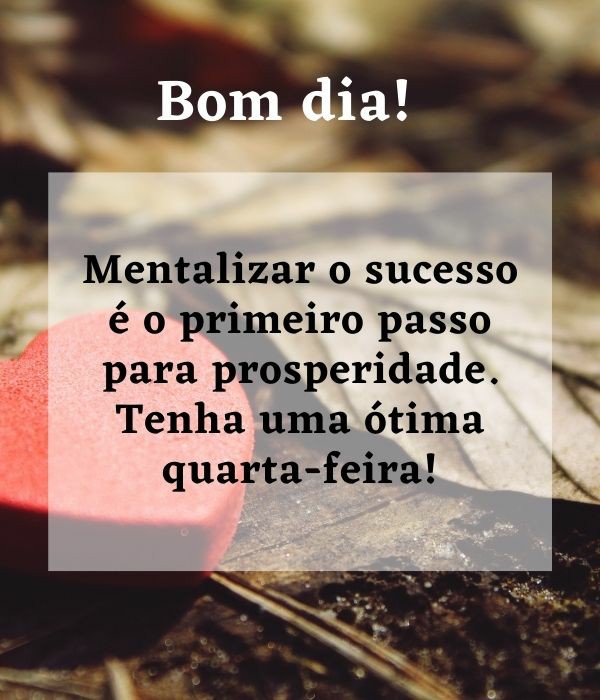 Bom dia!
Mentalizar o sucesso
é o primeiro passo
para prosperidade.
Tenha uma ótima
quarta-feira!